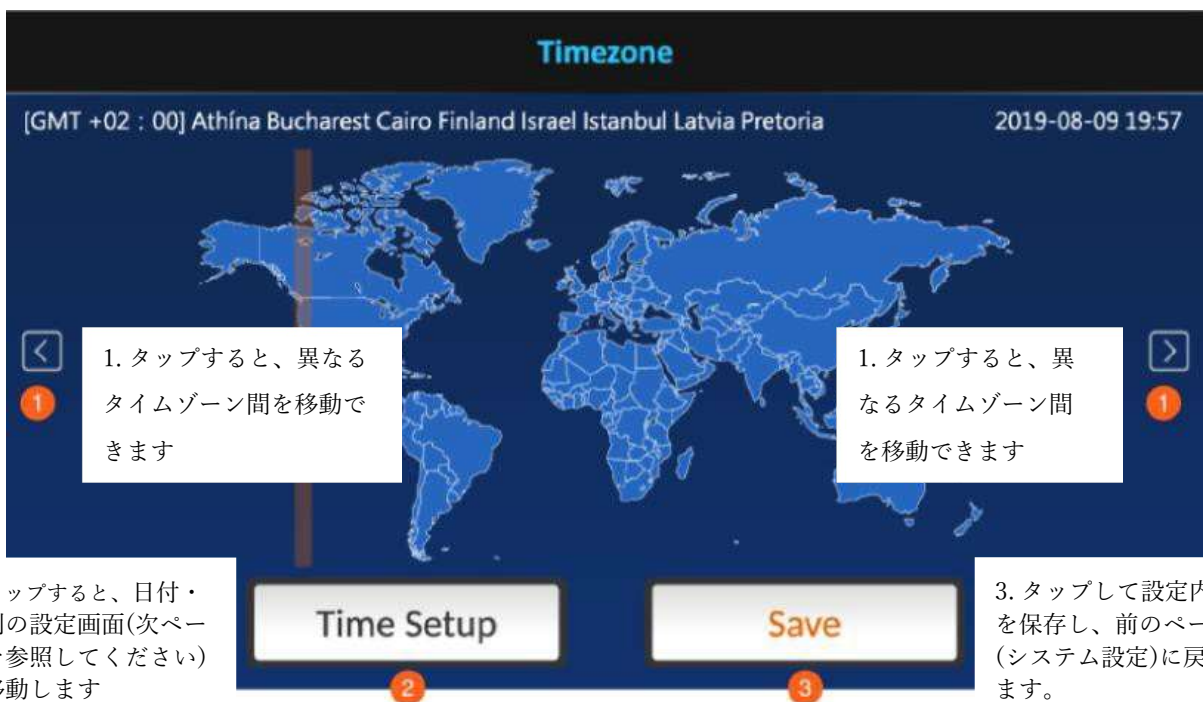 Timezone
[GMT +02 : 00] Athína Bucharest Cairo Finland Israel Istanbul Latvia Pretoria
2019-08-09 19:57
1. タップすると、異なる
タイムゾーン間を移動で
きます
1
1. タップすると、異
なるタイムゾーン間
を移動できます
1
ップすると、日付・
の設定画面(次ペー
参照してください)
動します
Time Setup
2
Save
3
3. タップして設定内
を保存し、前のペー
(システム設定)に戻
ます。